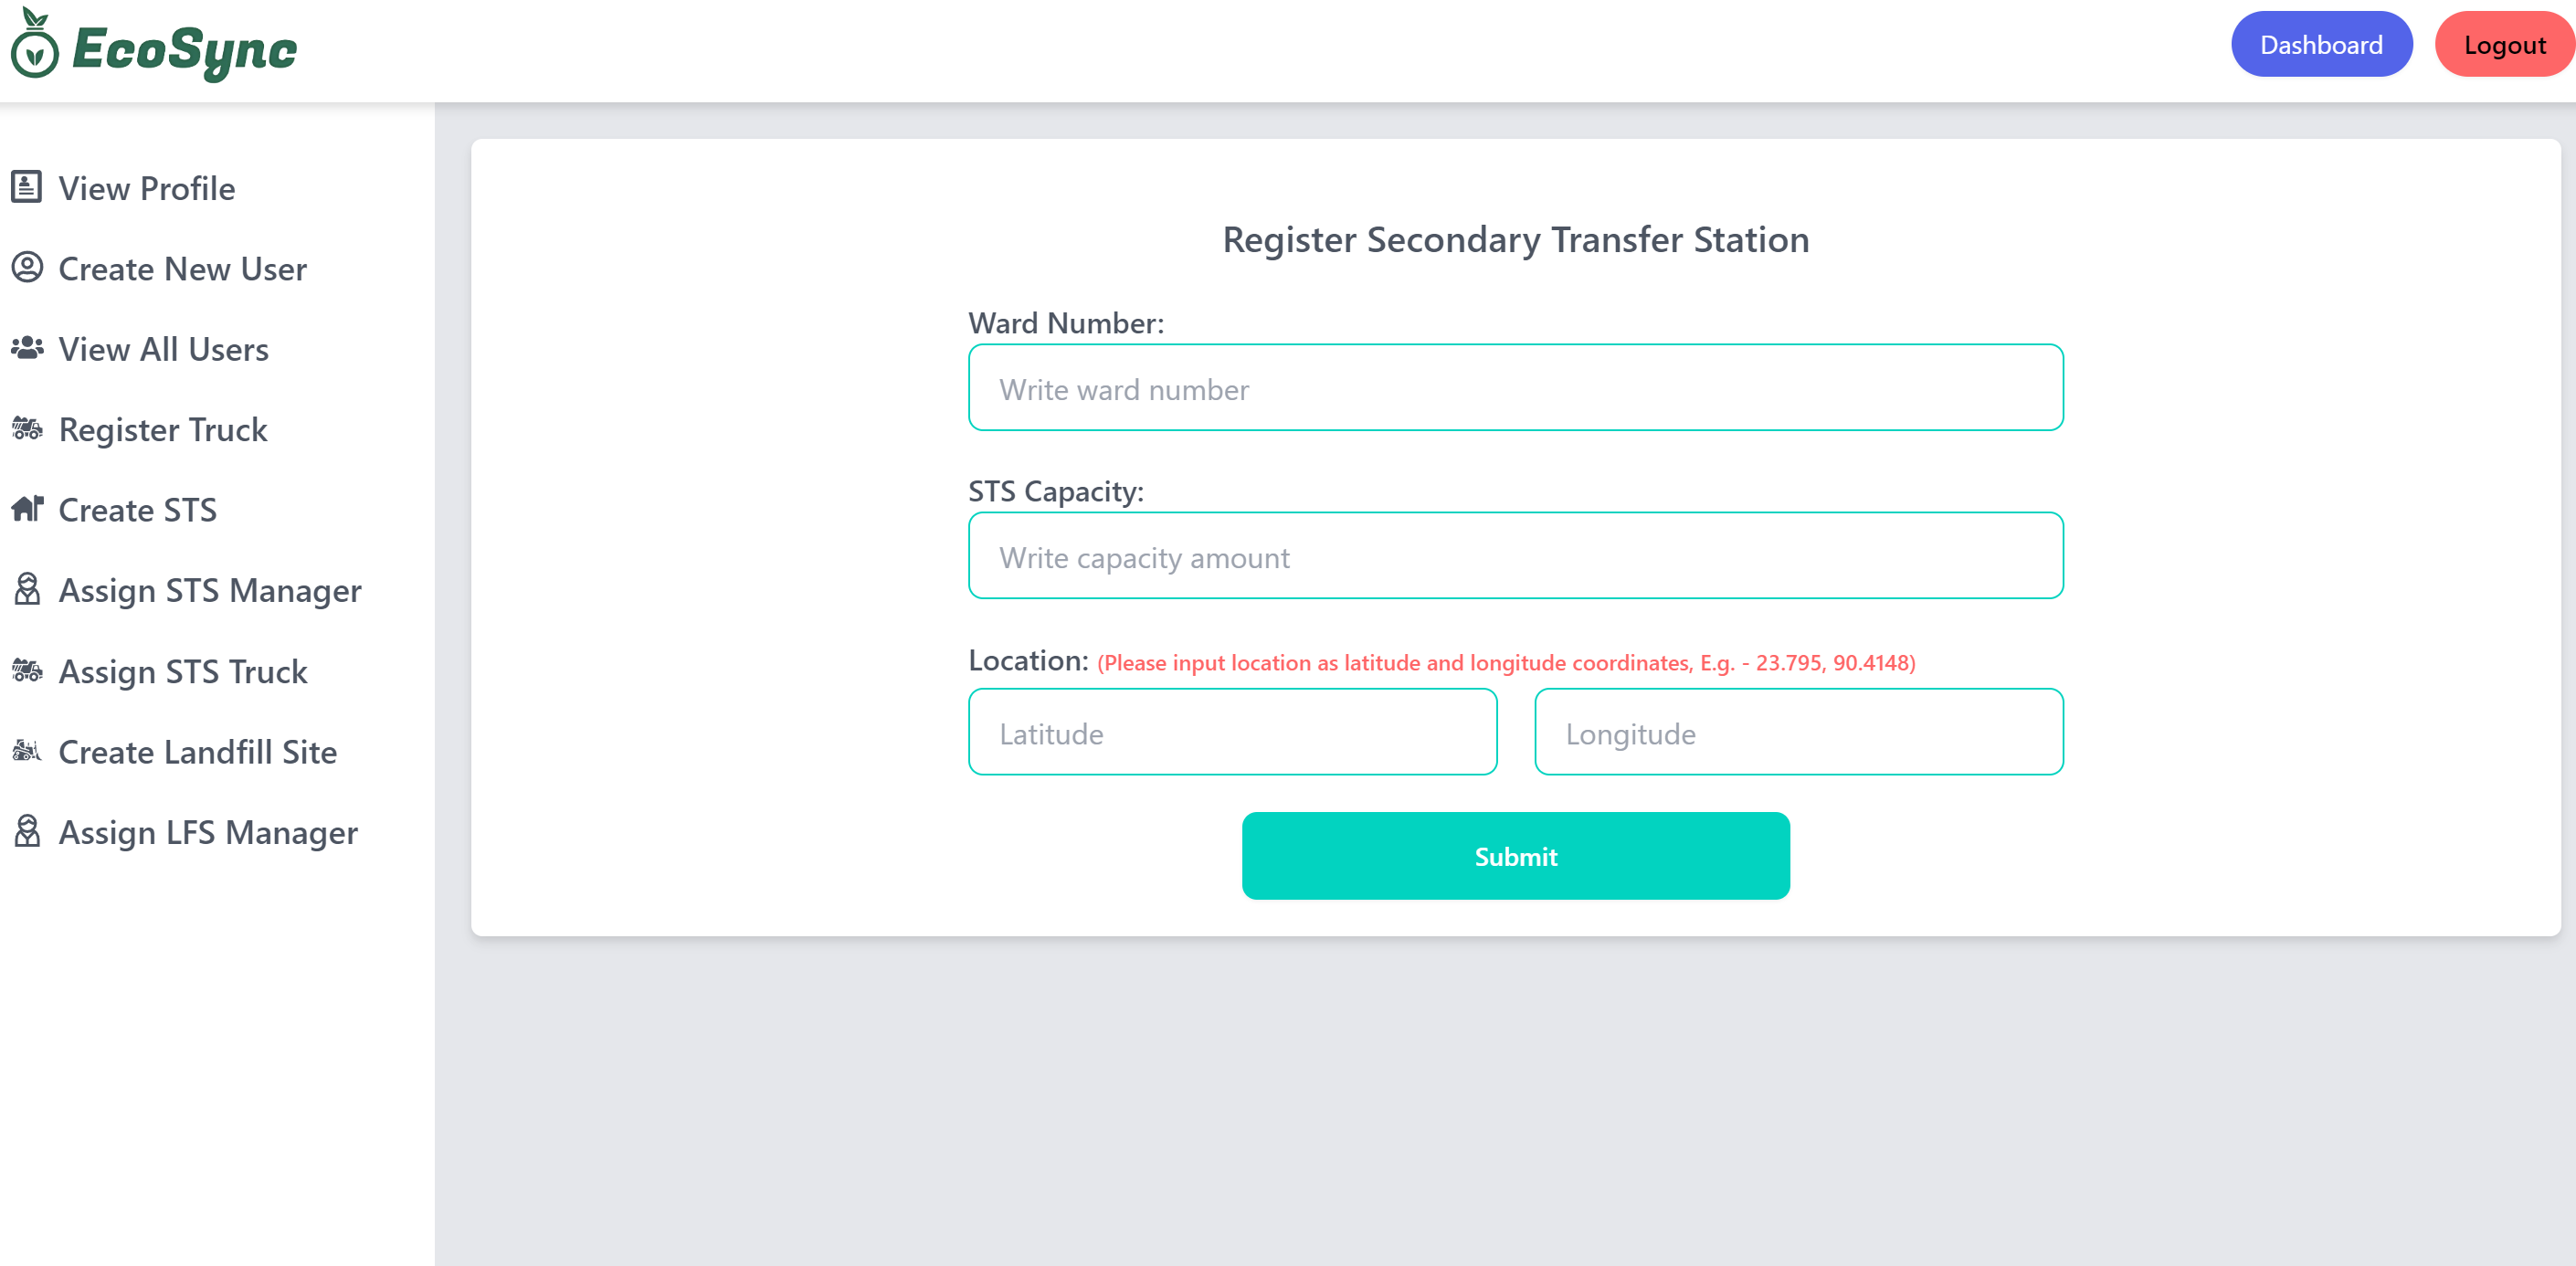 EcoSync
Dashboard
Logout
View Profile
Create New User
View All Users
Register Truck
Create STS
Assign STS Manager
Assign STS Truck
Create Landfill Site
Assign LFS Manager
Register Secondary Transfer Station
Ward Number:
Write ward number
STS Capacity:
Write capacity amount
Location: (Please input location as latitude and longitude coordinates, E.g. - 23.795, 90.4148)
Latitude
Longitude
Submit